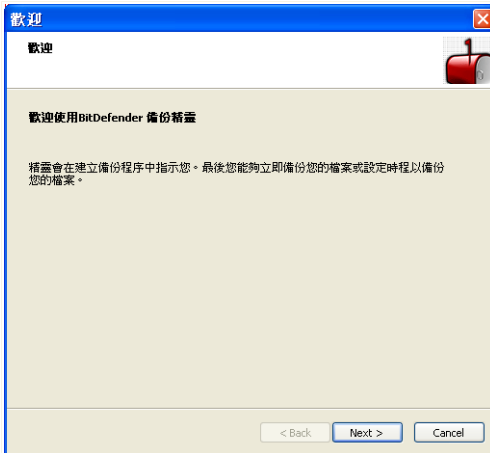 歡迎
歡迎
歡迎使用BitDefender 備份精靈
精靈會在建立備份程序中指示您。最後您能夠立即備份您的檔案或設定時程以備份
您的檔案。
< Back
Next >
Cancel